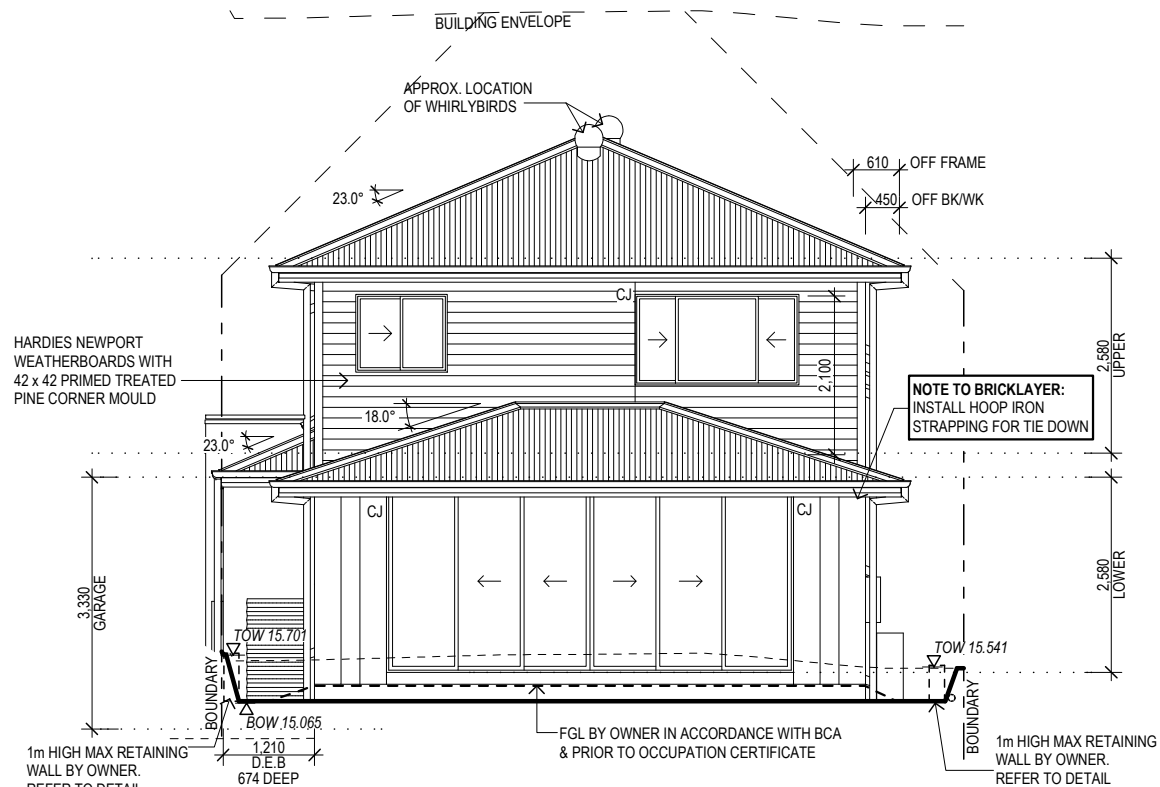 BUILDING ENVELOPE
APPROX. LOCATION
OF WHIRLYBIRDS
610 OFF FRAME
450 OFF BK/WK
23.0°
CJ
HARDIES NEWPORT
WEATHERBOARDS WITH
42 x 42 PRIMED TREATED
PINE CORNER MOULD
2,100
2,580
UPPER
NOTE TO BRICKLAYER:
INSTALL HOOP IRON
STRAPPING FOR TIE DOWN
18.0°
23.0°
CJ
CJ
3,330
GARAGE
2,580
LOWER
TOW 15.701
TOW 15.541
BOUNDARY
BOW 15.065
BOUNDARY
1,210
D.E.B
674 DEEP
FGL BY OWNER IN ACCORDANCE WITH BCA
& PRIOR TO OCCUPATION CERTIFICATE
1m HIGH MAX RETAINING
WALL BY OWNER.
REFER TO DETAIL
1m HIGH MAX RETAINING
WALL BY OWNER.
REFER TO DETAIL